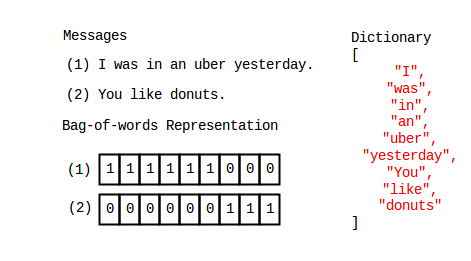 Messages
(1) I was in an uber yesterday.
(2) You like donuts.
Bag-of-words Representation
(1) 1 1 1 1 1 1 0 0 0
(2) 0 0 0 0 0 0 1 1 1
Dictionary
[
"I",
"was",
"in",
"an",
"uber",
"yesterday",
"You",
"like",
"donuts"
]